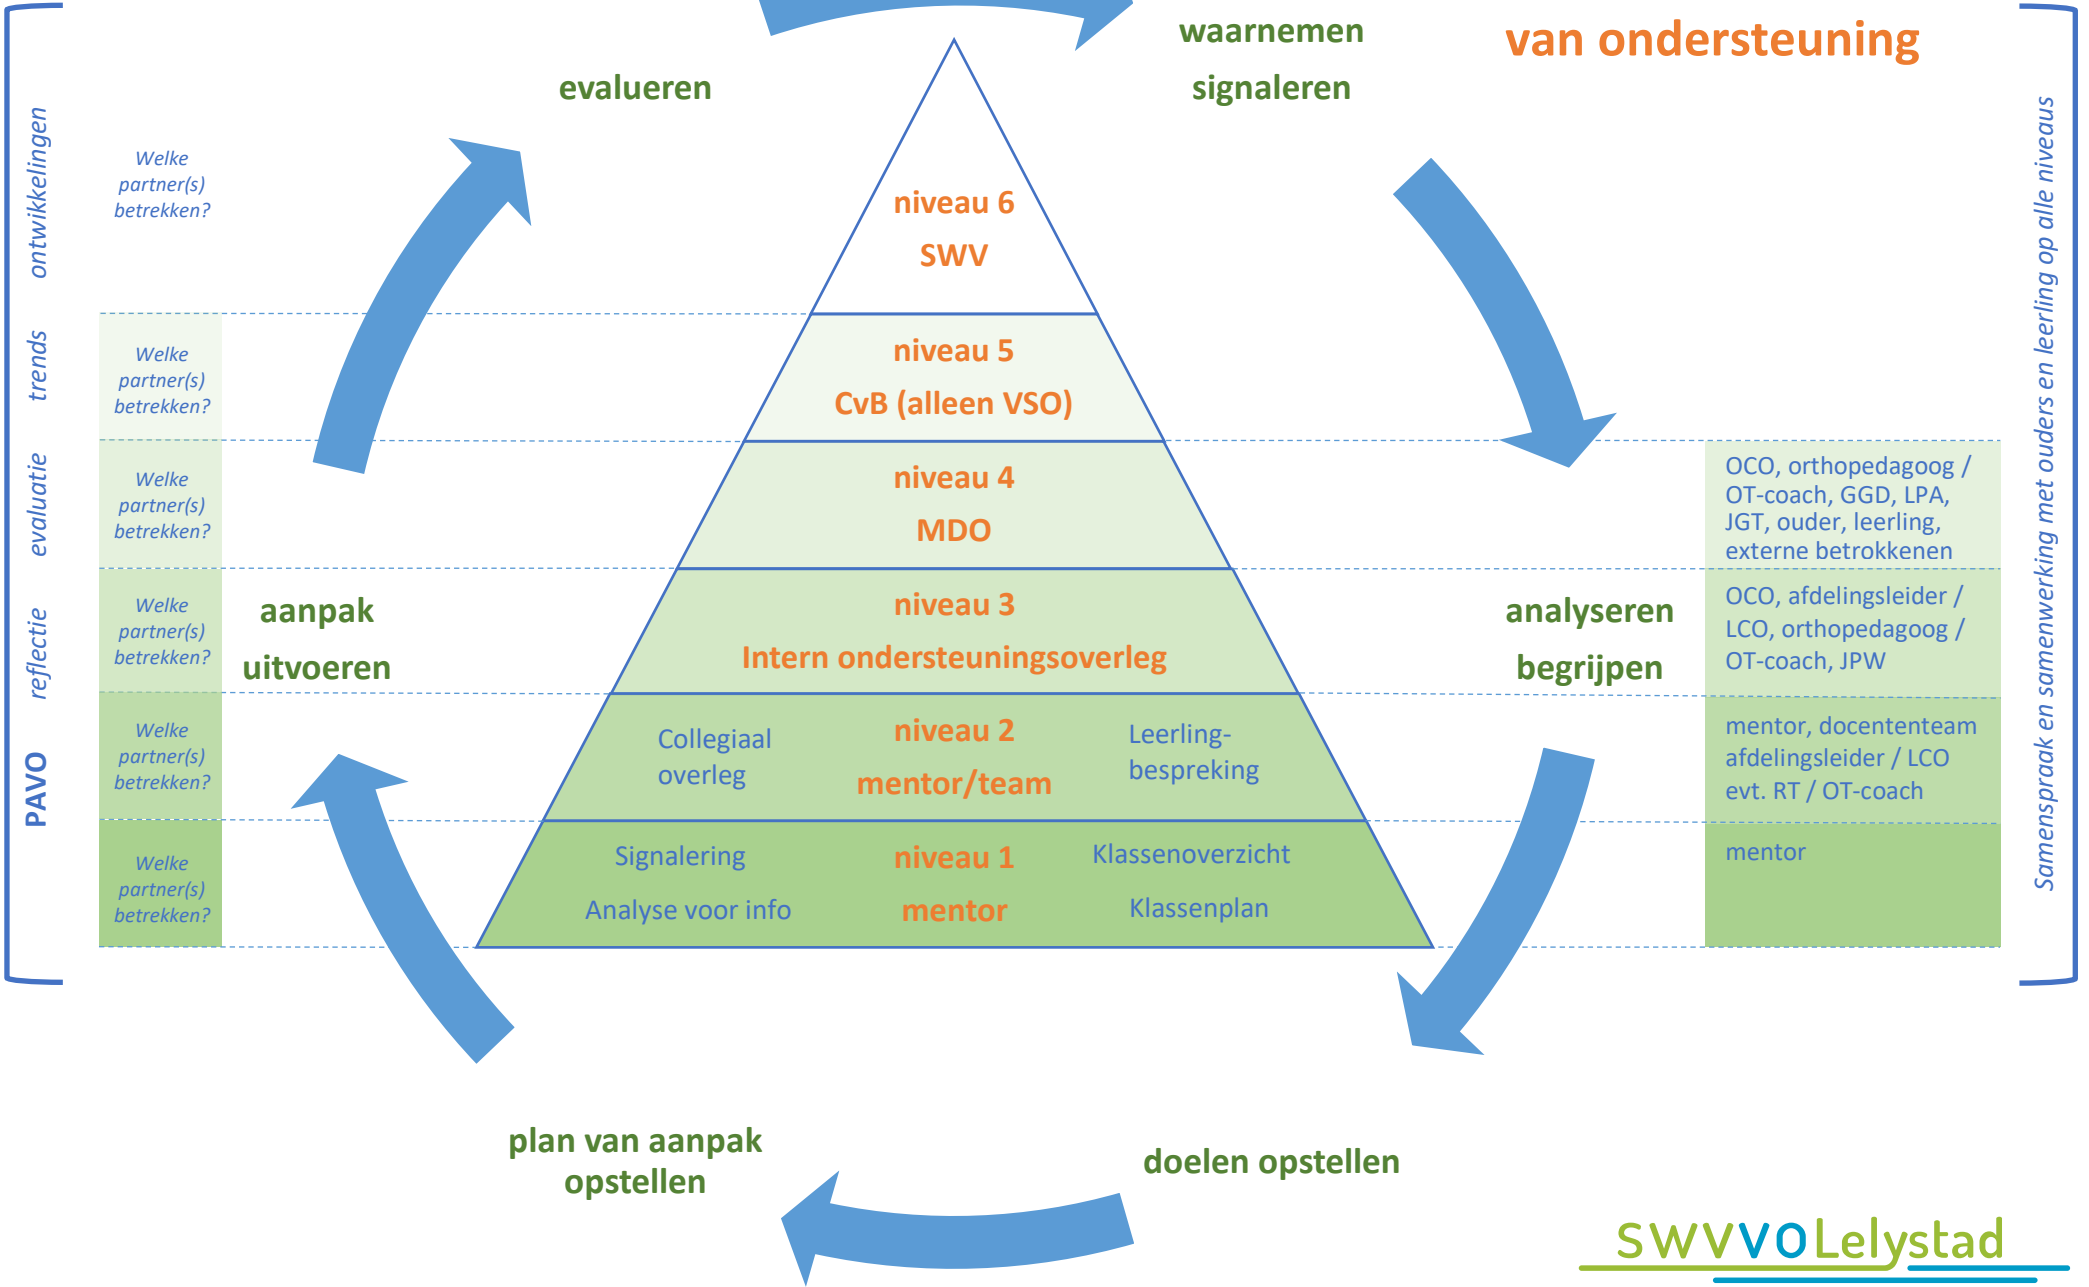 van ondersteuning
waarnemen
signaleren
evalueren
ontwikkelingen
trends
evaluatie
reflectie
PAVO
Samenspraak en samenwerking met ouders en leerling op alle niveaus
Welke
partner(s)
betrekken?
niveau 6
SWV
Welke
partner(s)
betrekken?
niveau 5
CvB (alleen VSO)
Welke
partner(s)
betrekken?
niveau 4
MDO
OCO, orthopedagoog /
OT-coach, GGD, LPA,
JGT, ouder, leerling,
externe betrokkenen
Welke
partner(s)
betrekken?
aanpak
uitvoeren
niveau 3
Intern ondersteuningsoverleg
analyseren
begrijpen
OCO, afdelingsleider /
LCO, orthopedagoog /
OT-coach, JPW
Welke
partner(s)
betrekken?
Collegiaal
overleg
niveau 2
mentor/team
Leerling-
bespreking
mentor, docententeam
afdelingsleider / LCO
evt. RT / OT-coach
Welke
partner(s)
betrekken?
Signalering
Analyse voor info
niveau 1
mentor
Klassenoverzicht
Klassenplan
mentor
plan van aanpak
opstellen
doelen opstellen
SWVVOLelystad